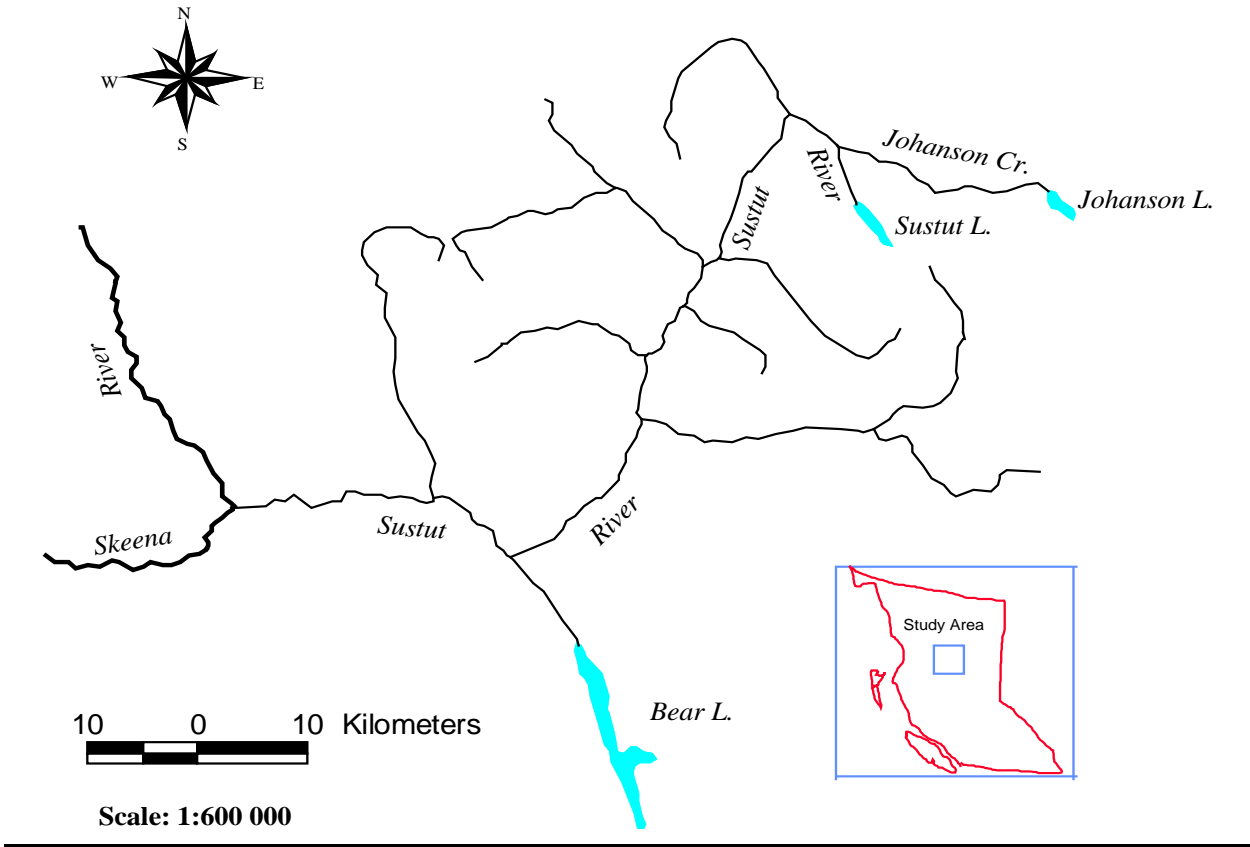 N
W
E
S
Johanson Cr.
River
Johanson L.
Sustut
Sustut L.
River
Skeena
Sustut
River
Study Area
Bear L.
10 0 10 Kilometers
Scale: 1:600 000